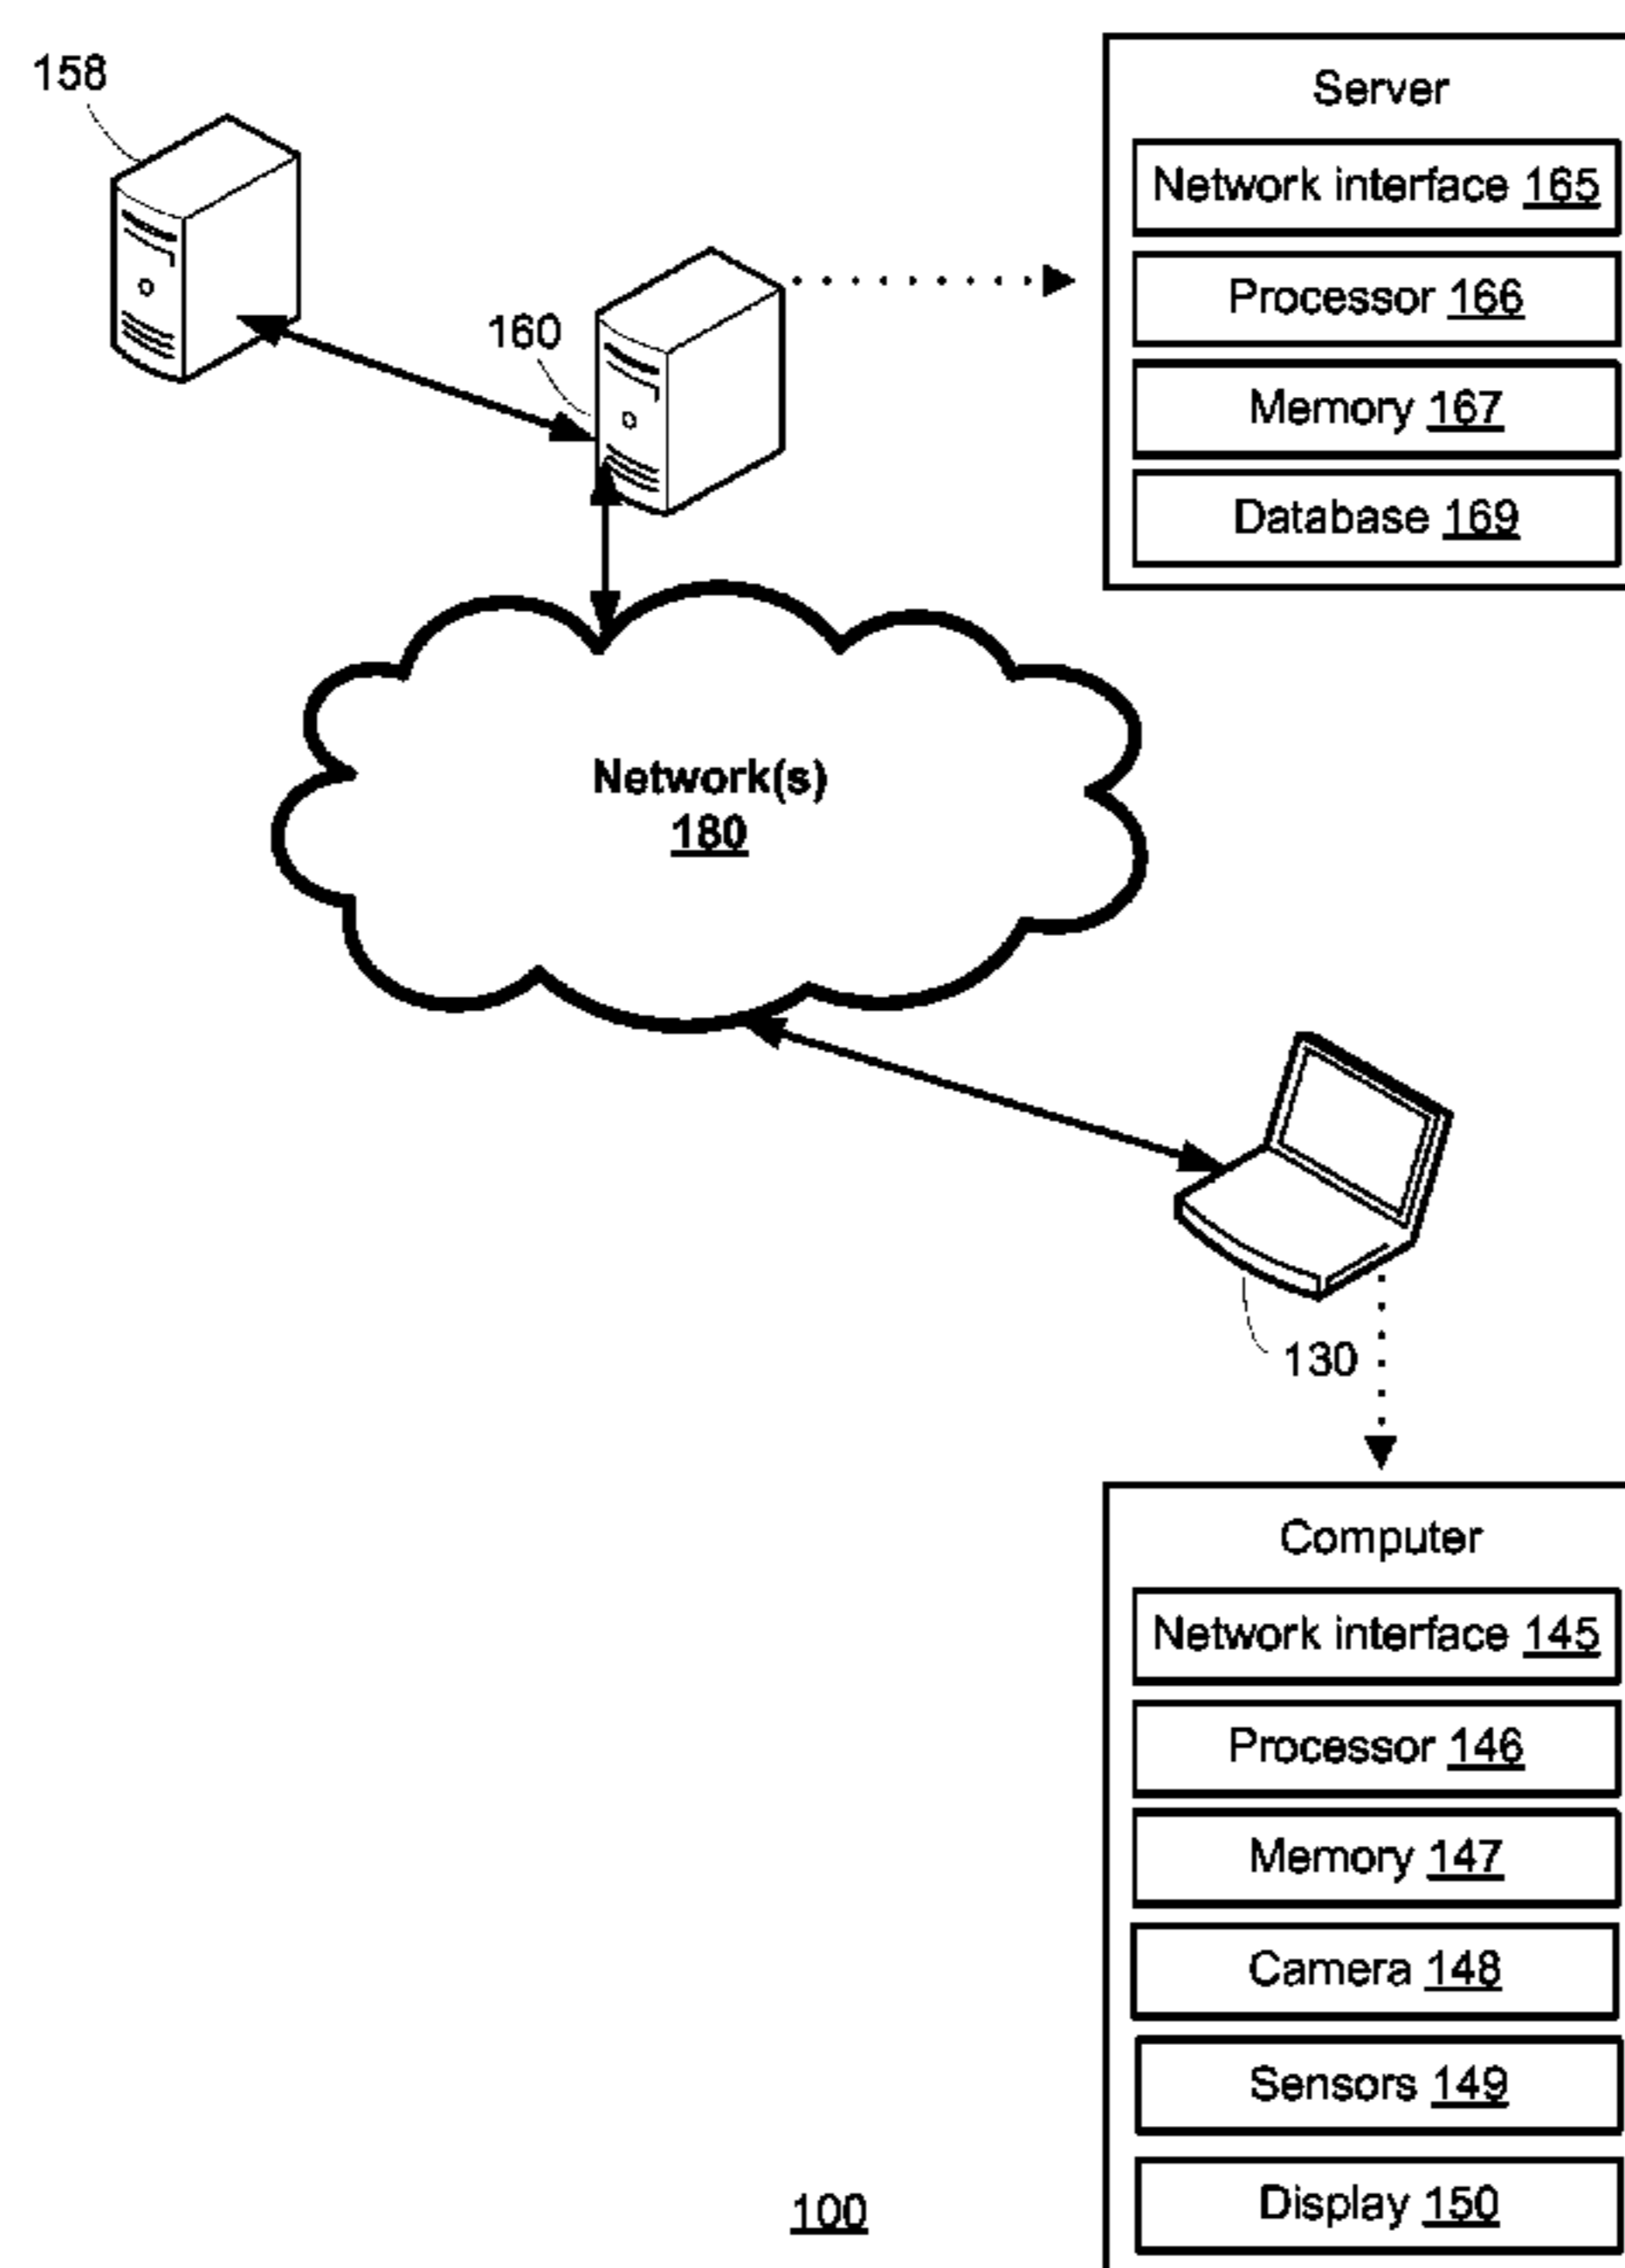 158
Server
Network interface 165
Processor 166
160
Memory 167
Database 169
Network(s)
180
130
Computer
Network interface 145
Processor 146
Memory 147
Camera 148
Sensors 149
Display 150
100